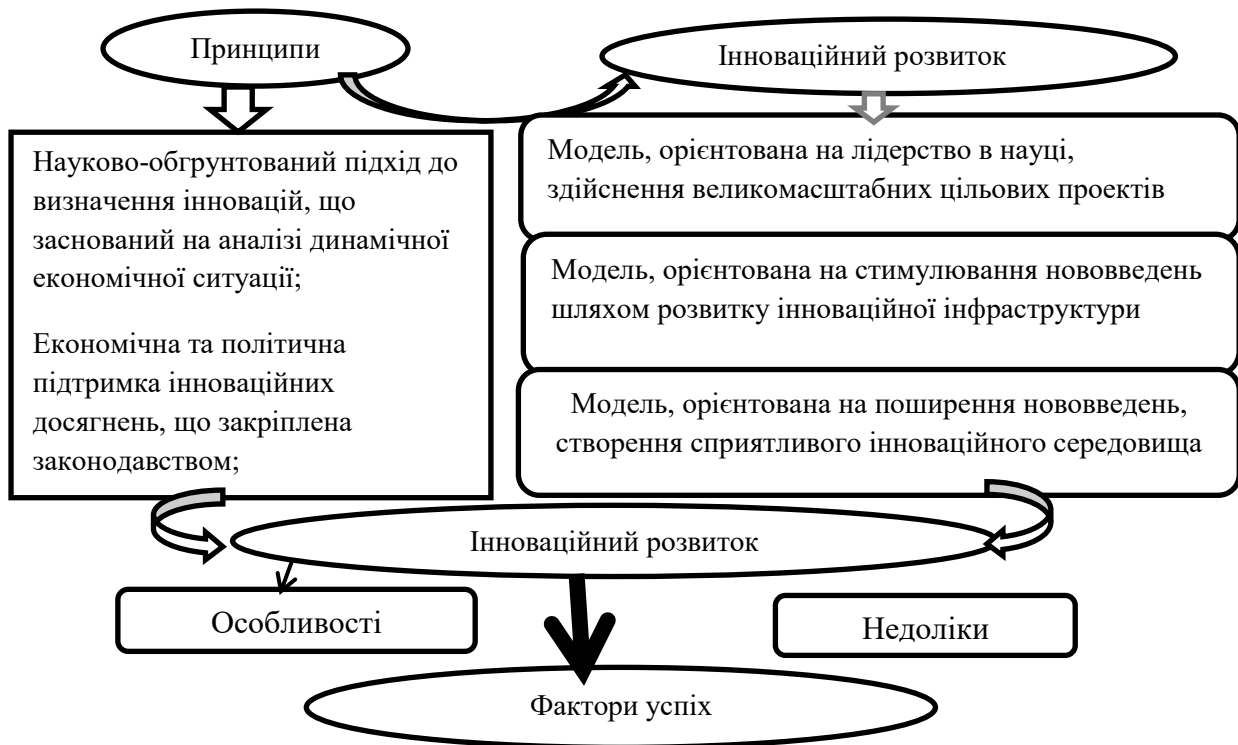 Принципи
Інноваційний розвиток
Науково-обгрунтований підхід до
визначення інновацій, що
заснований на аналізі динамічної
економічної ситуації;
Економічна та політична
підтримка інноваційних
досягнень, що закріплена
законодавством;
Модель, орієнтована на лідерство в науці,
здійснення великомасштабних цільових проектів
Модель, орієнтована на стимулювання нововведень
шляхом розвитку інноваційної інфраструктури
Модель, орієнтована на поширення нововведень,
створення сприятливого інноваційного середовища
Інноваційний розвиток
Особливості
Недоліки
Фактори успіх